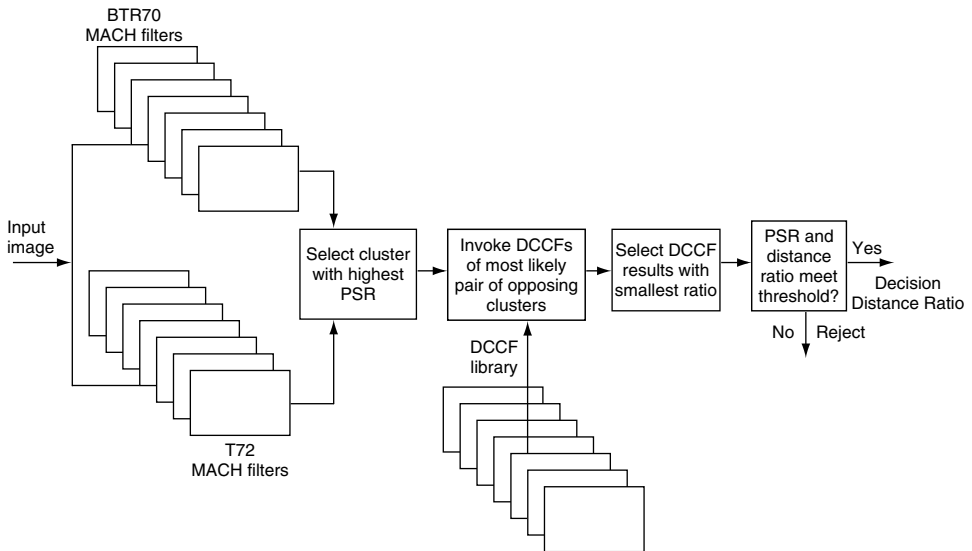 BTR70
MACH filters
Input
image
Select cluster
with highest
PSR
Invoke DCCFs
of most likely
pair of opposing
clusters
Select DCCF
results with
smallest ratio
PSR and
distance
ratio meet
threshold?
Yes
Decision
Distance Ratio
No
Reject
DCCF
library
T72
MACH filters